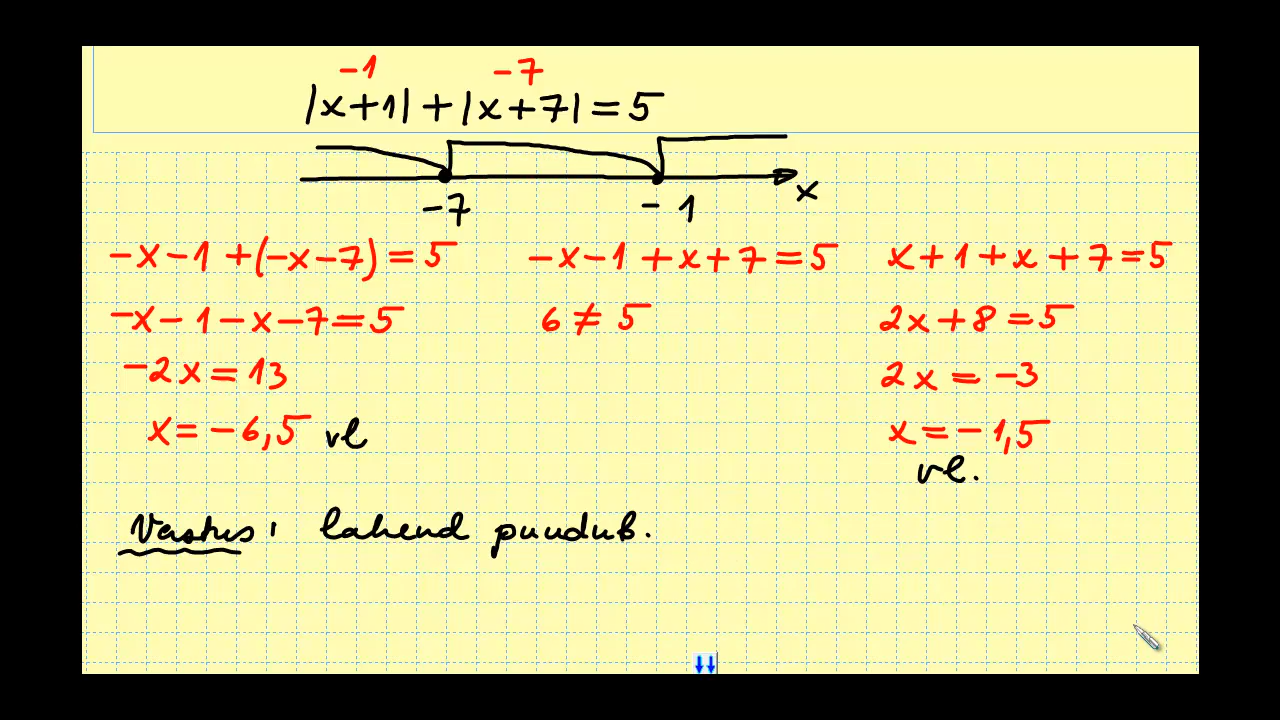 -1 -7
|x+1| + |x+7| = 5
-7 -1 x
-x-1+(-x-7)=5 -x-1+x+7=5 x+1+x+7=5
-x-1-x-7=5 6≠5 2x+8=5
-2x=13 2x=-3
x=-6,5 vl x=-1,5
vl.
Vastus: lahend puudub.